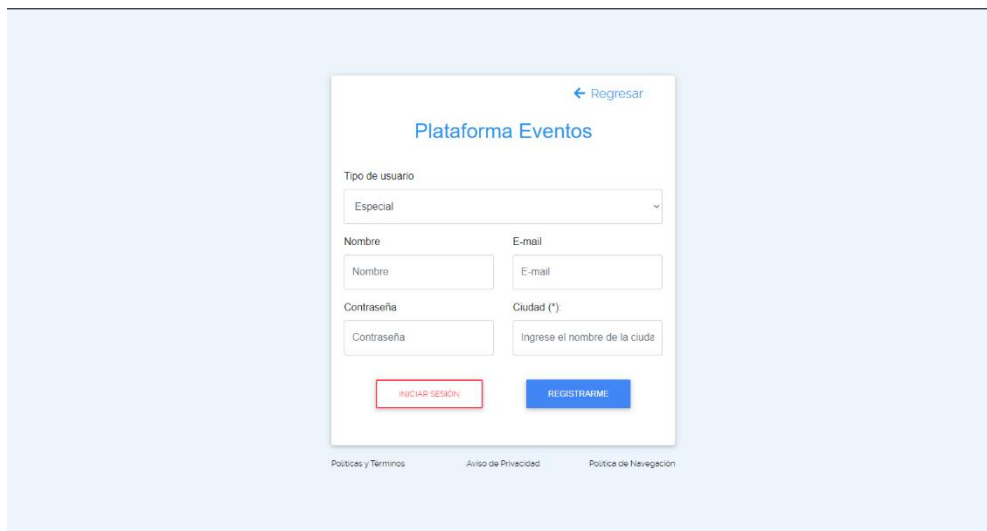 Regresar
Plataforma Eventos
Tipo de usuario
Especial
Nombre E-mail
Nombre E-mail
Contraseña Ciudad (*):
Contraseña Ingrese el nombre de la ciuda
INICIAR SESIÓN REGISTRARME
Políticas y Términos Aviso de Privacidad Política de Navegación